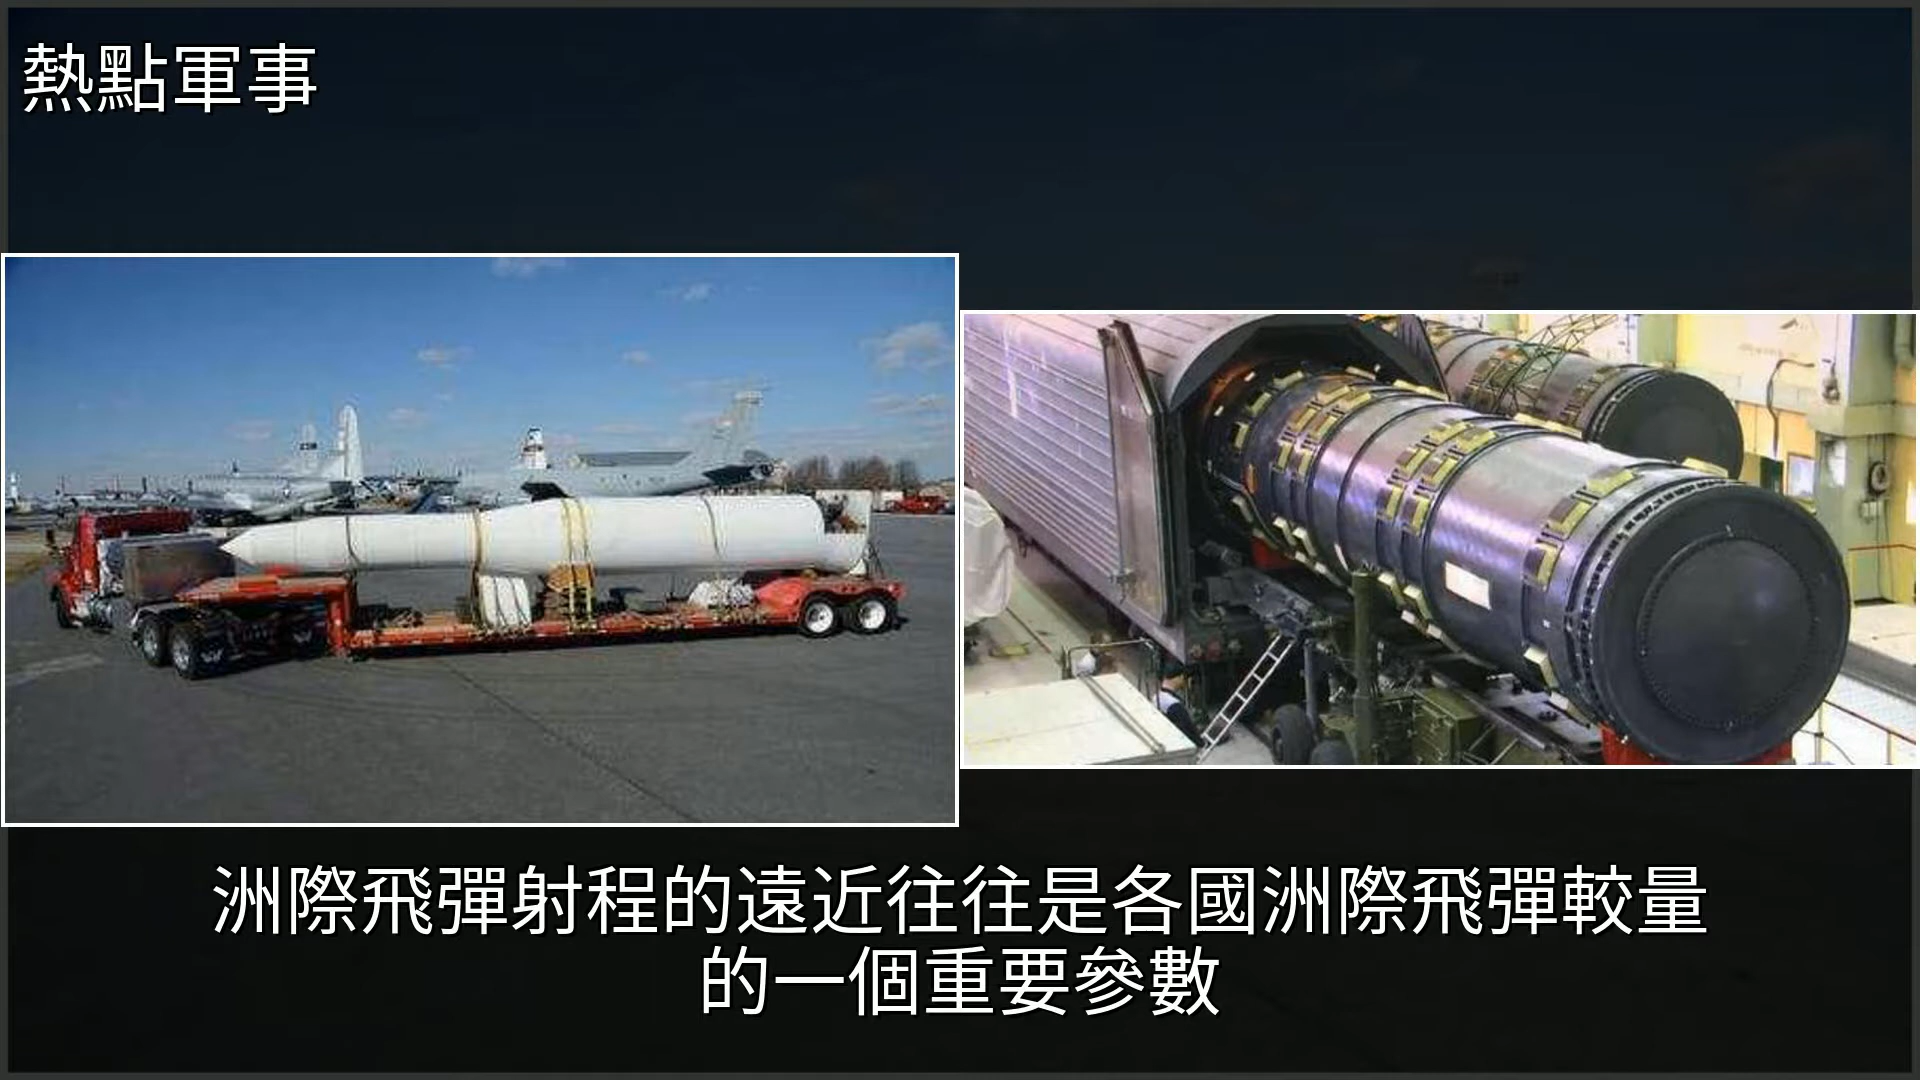 熱點軍事
洲際飛彈射程的遠近往往是各國洲際飛彈較量
的一個重要參數